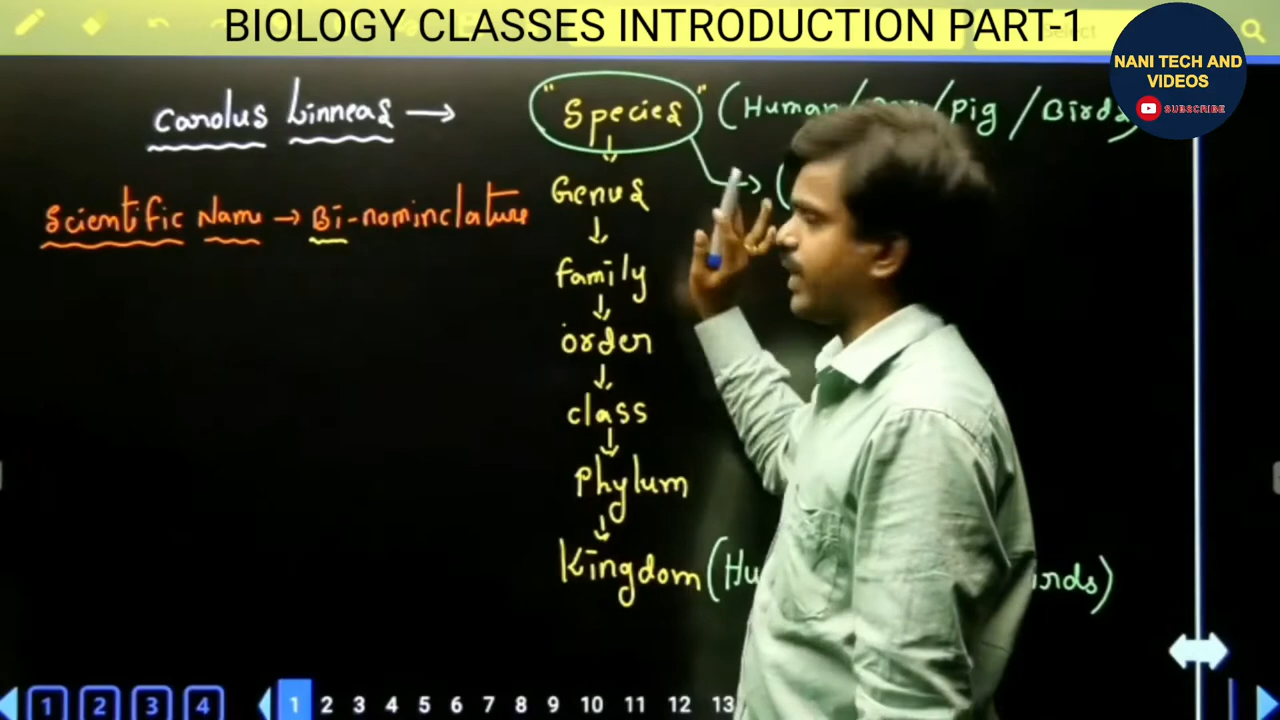 BIOLOGY CLASSES INTRODUCTION PART-1
NANI TECH AND
VIDEOS
SUBSCRIBE
Carolus Linneas → "Species" (Human / / Pig / Birds)
Genus
Scientific Name → Bi-nominclature
family
order
class
Phylum
Kingdom (Hu irds)
1 2 3 4 1 2 3 4 5 6 7 8 9 10 11 12 13